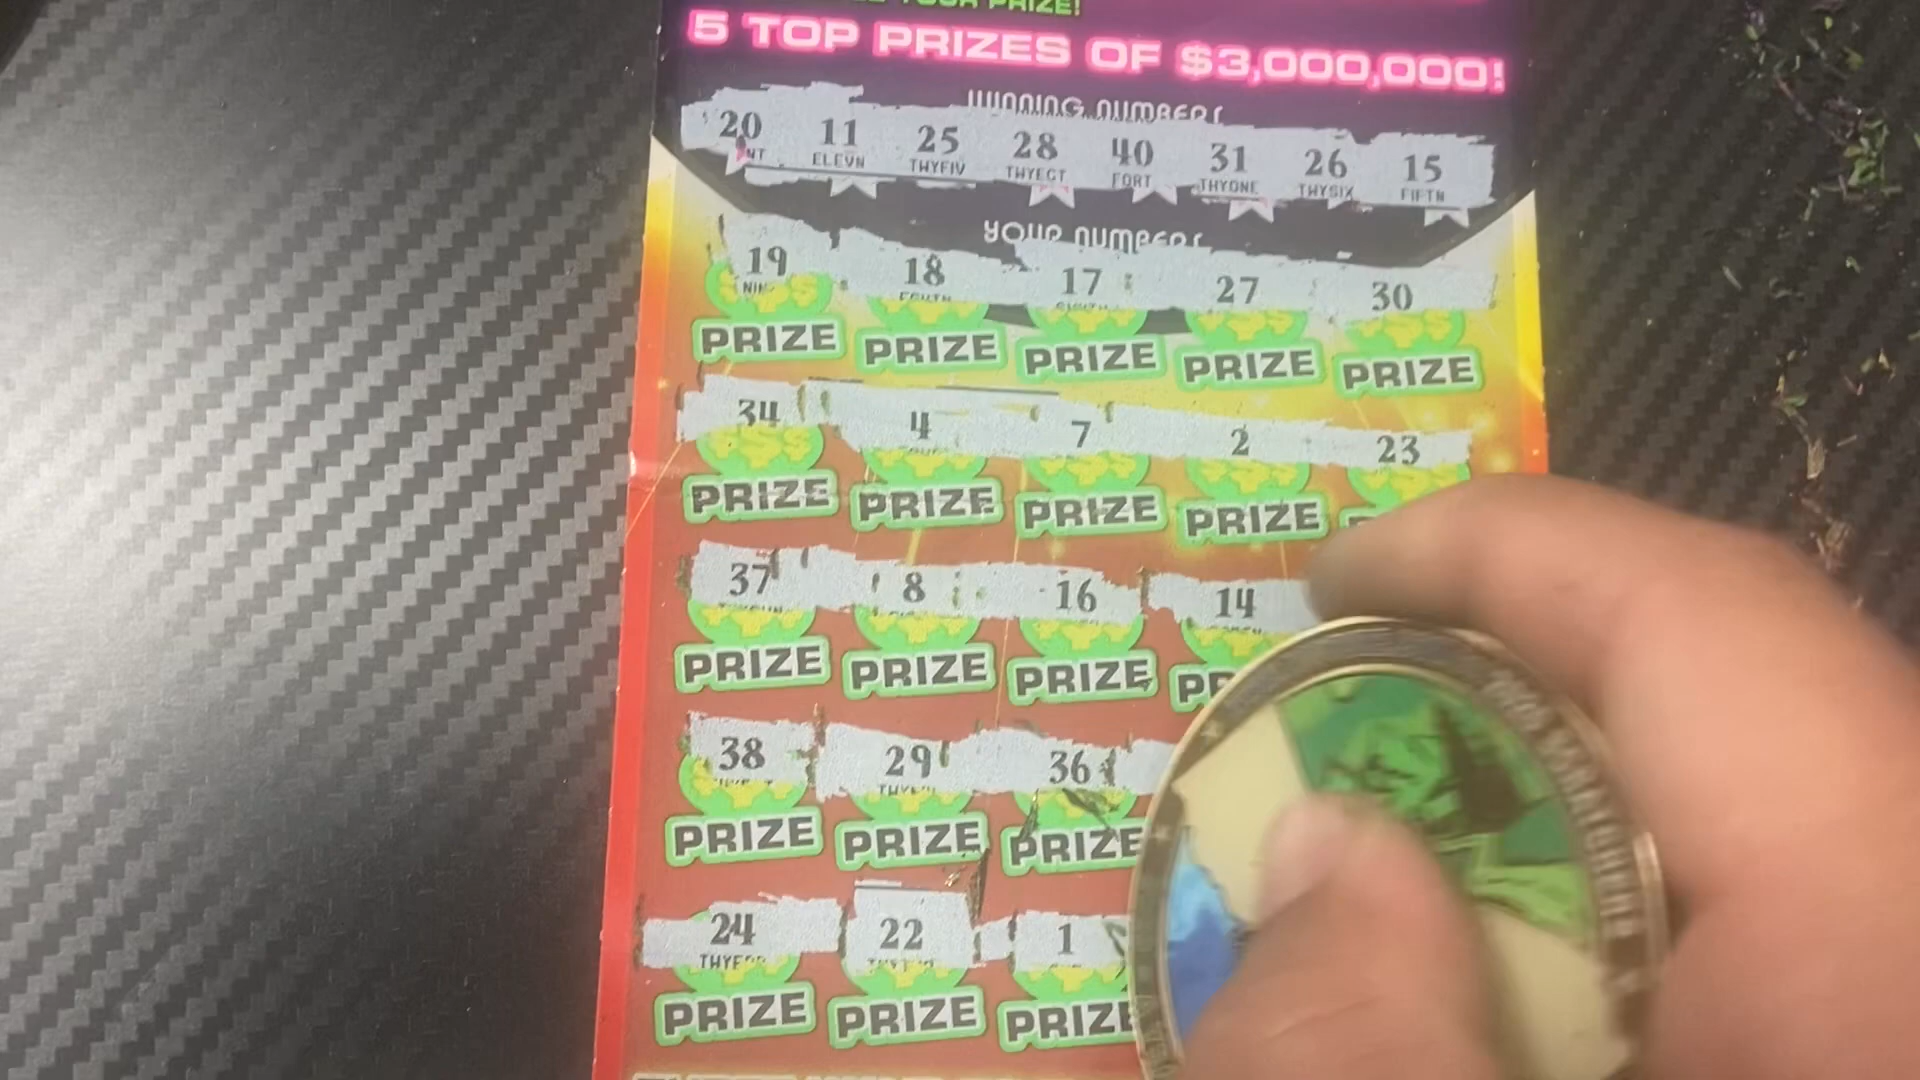 YOUR PRIZE!
5 TOP PRIZES OF $3,000,000!
WINNING NUMBERS
20 11 25 28 40 31 26 15
ELEVN THYFIV THYEGT FORT THYONE THYSIX FIFTN
YOUR NUMBERS
19 18 17 27 30
PRIZE PRIZE PRIZE PRIZE PRIZE
34 4 7 2 23
PRIZE PRIZE PRIZE PRIZE
37 8 16 14
PRIZE PRIZE PRIZE
38 29 36
PRIZE PRIZE PRIZE
24 22 1
PRIZE PRIZE PRIZE